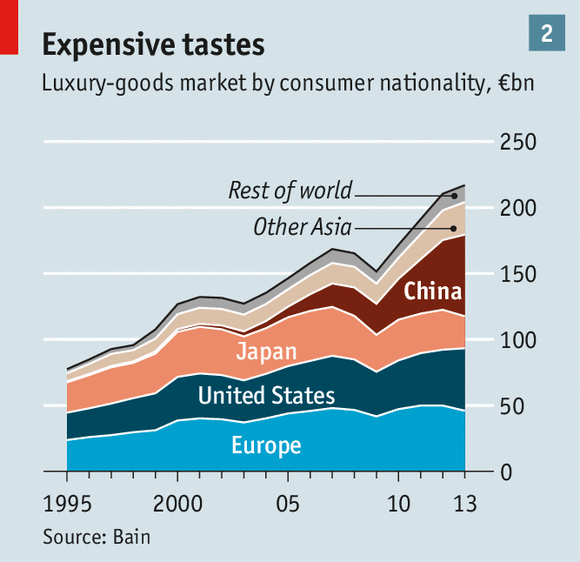 Expensive tastes
2
Luxury-goods market by consumer nationality, €bn
250
Rest of world
200
Other Asia
150
China
Japan
100
United States
50
Europe
0
1995 2000 05 10 13
Source: Bain